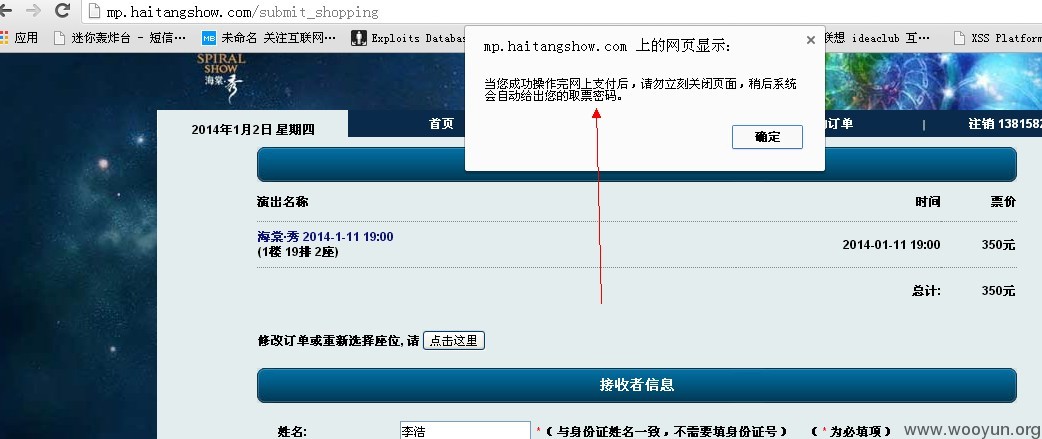 mp.haitangshow.com/submit_shopping
应用 迷你轰炸台 - 短信… 未命名 关注互联网… Exploits Databa 联想 ideaclub 互… XSS Platform
mp.haitangshow.com 上的网页显示:
当您成功操作完网上支付后，请勿立刻关闭页面，稍后系统
会自动给出您的取票密码。
确定
SPIRAL
SHOW
海棠秀
2014年1月2日 星期四 首页 订单 | 注销 1381582
演出名称 时间 票价
海棠·秀 2014-1-11 19:00
(1楼 19排 2座) 2014-01-11 19:00 350元
总计: 350元
修改订单或重新选择座位, 请 点击这里
接收者信息
姓名: 李浩 *（ 与身份证姓名一致，不需要填身份证号） （ *为必填项 ）
www.wooyun.org